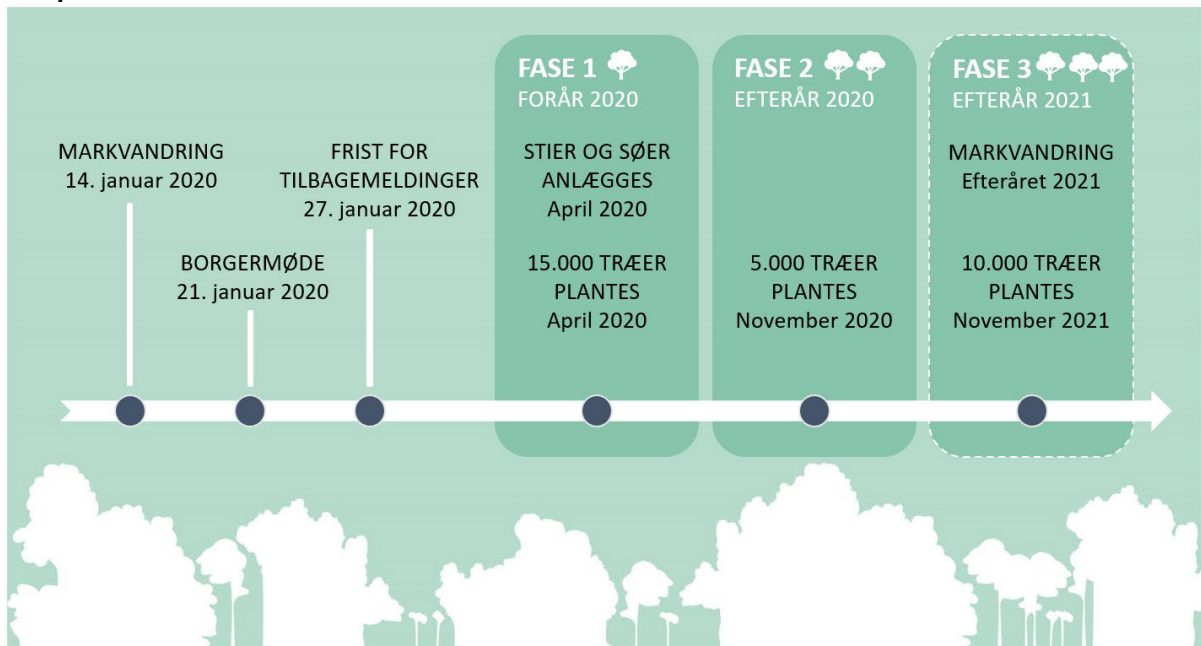 MARKVANDRING
14. januar 2020
BORGERMØDE
21. januar 2020
FRIST FOR
TILBAGEMELDINGER
27. januar 2020
FASE 1
FORÅR 2020
STIER OG SØER
ANLÆGGES
April 2020
15.000 TRÆER
PLANTES
April 2020
FASE 2
EFTERÅR 2020
5.000 TRÆER
PLANTES
November 2020
FASE 3
EFTERÅR 2021
MARKVANDRING
Efteråret 2021
10.000 TRÆER
PLANTES
November 2021